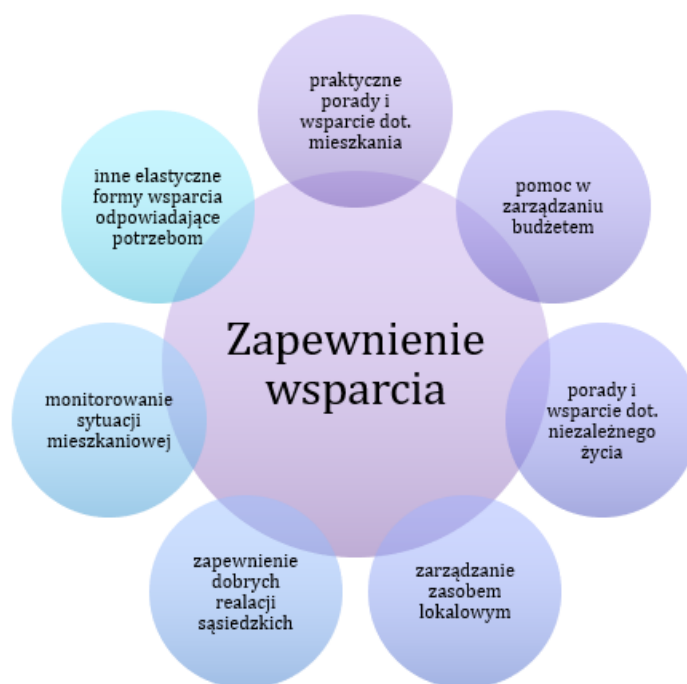 praktyczne
porady i
wsparcie dot.
mieszkania
pomoc w
zarządzaniu
budżetem
porady i
wsparcie dot.
niezależnego
życia
zarządzanie
zasobem
lokalowym
zapewnienie
dobrych
realacji
sąsiedzkich
monitorowanie
sytuacji
mieszkaniowej
inne elastyczne
formy wsparcia
odpowiadające
potrzebom
Zapewnienie
wsparcia